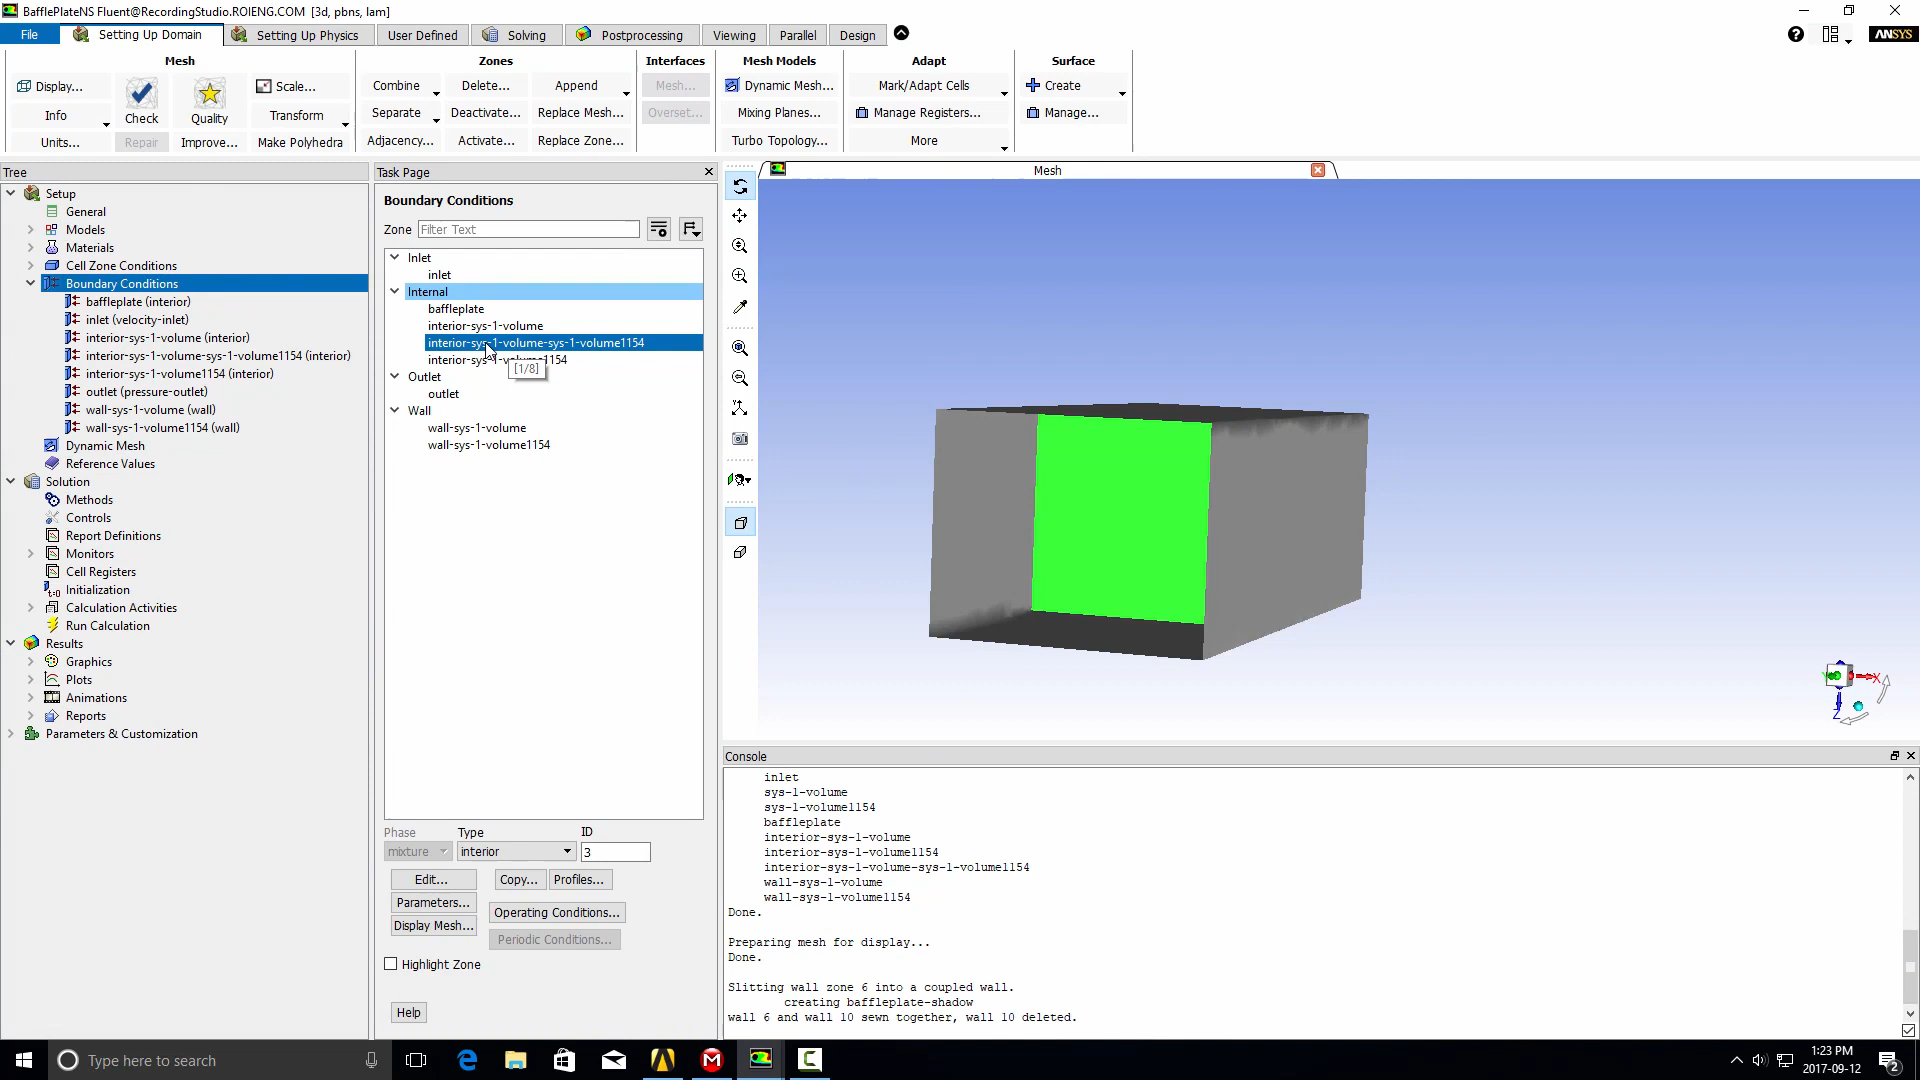 BafflePlateNS Fluent@RecordingStudio.ROIENG.COM [3d, pbns, lam]
File
Setting Up Domain
Setting Up Physics
User Defined
Solving
Postprocessing
Viewing
Parallel
Design
ANSYS
Mesh
Zones
Interfaces
Mesh Models
Adapt
Surface
Display...
Info
Units...
Check
Repair
Quality
Improve...
Scale...
Transform
Make Polyhedra
Combine
Separate
Adjacency...
Delete...
Deactivate...
Activate...
Append
Replace Mesh...
Replace Zone...
Mesh...
Overset...
Dynamic Mesh...
Mixing Planes...
Turbo Topology...
Mark/Adapt Cells
Manage Registers...
More
Create
Manage...
Tree
Setup
General
Models
Materials
Cell Zone Conditions
Boundary Conditions
baffleplate (interior)
inlet (velocity-inlet)
interior-sys-1-volume (interior)
interior-sys-1-volume-sys-1-volume1154 (interior)
interior-sys-1-volume1154 (interior)
outlet (pressure-outlet)
wall-sys-1-volume (wall)
wall-sys-1-volume1154 (wall)
Dynamic Mesh
Reference Values
Solution
Methods
Controls
Report Definitions
Monitors
Cell Registers
Initialization
Calculation Activities
Run Calculation
Results
Graphics
Plots
Animations
Reports
Parameters & Customization
Task Page
Boundary Conditions
Zone Filter Text
Inlet
inlet
Internal
baffleplate
interior-sys-1-volume
interior-sys-1-volume-sys-1-volume1154
interior-sys-1-volume1154
[1/8]
Outlet
outlet
Wall
wall-sys-1-volume
wall-sys-1-volume1154
Phase Type ID
mixture interior 3
Edit... Copy... Profiles...
Parameters... Operating Conditions...
Display Mesh... Periodic Conditions...
Highlight Zone
Help
Mesh
X
Y
Z
Console
inlet
sys-1-volume
sys-1-volume1154
baffleplate
interior-sys-1-volume
interior-sys-1-volume1154
interior-sys-1-volume-sys-1-volume1154
wall-sys-1-volume
wall-sys-1-volume1154
Done.
Preparing mesh for display...
Done.
Slitting wall zone 6 into a coupled wall.
creating baffleplate-shadow
wall 6 and wall 10 sewn together, wall 10 deleted.
Type here to search
1:23 PM
2017-09-12
2